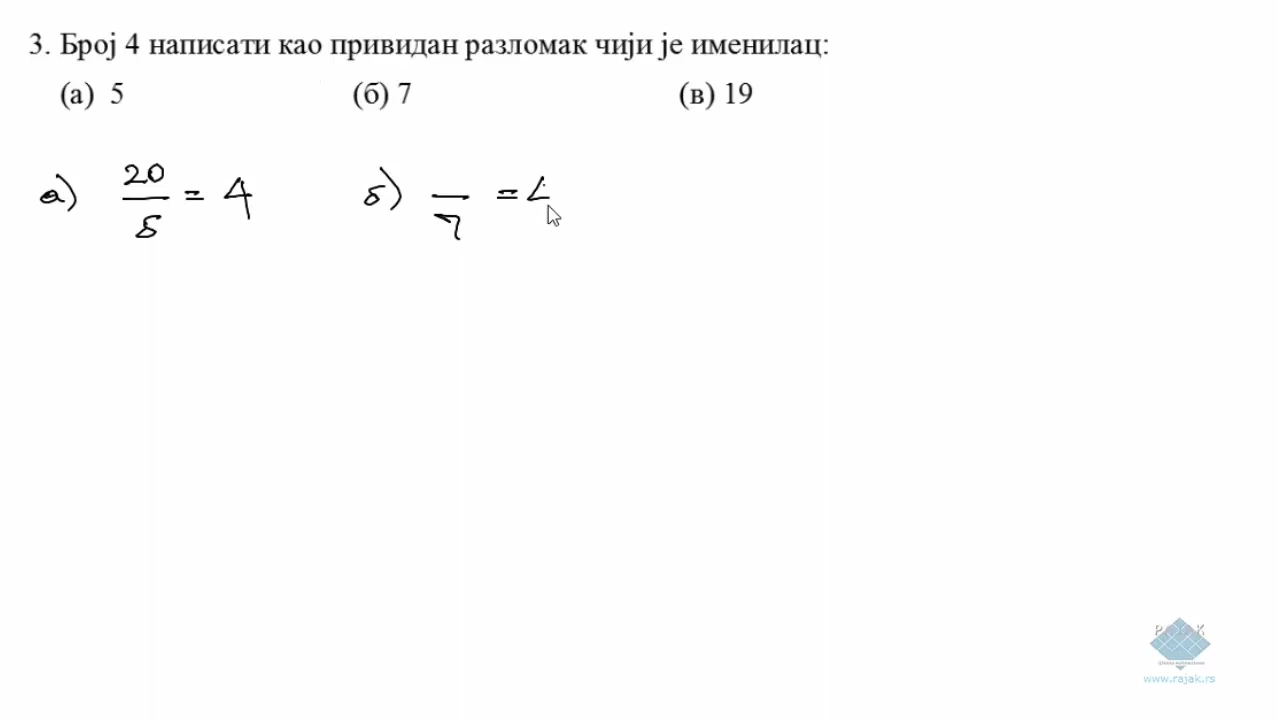 3. Број 4 написати као привидан разломак чији је именилац:
(а) 5 (б) 7 (в) 19
а) 20/5 = 4 б) /7 = 4
www.rajak.rs